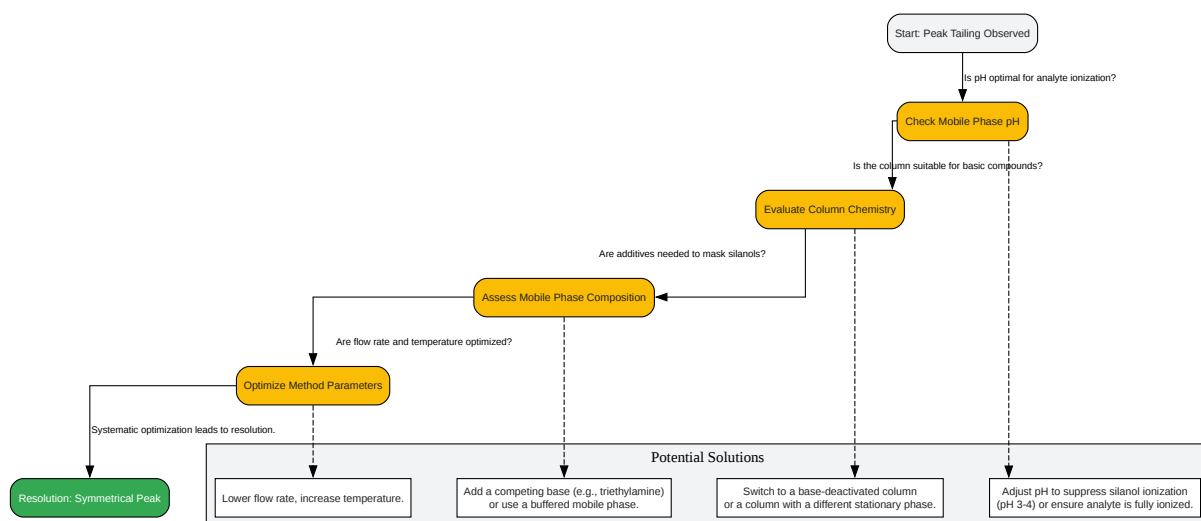 Start: Peak Tailing Observed
Is pH optimal for analyte ionization?
Check Mobile Phase pH
Is the column suitable for basic compounds?
Evaluate Column Chemistry
Are additives needed to mask silanols?
Assess Mobile Phase Composition
Are flow rate and temperature optimized?
Optimize Method Parameters
Systematic optimization leads to resolution.
Potential Solutions
Resolution: Symmetrical Peak
Lower flow rate, increase temperature.
Add a competing base (e.g., triethylamine)
or use a buffered mobile phase.
Switch to a base-deactivated column
or a column with a different stationary phase.
Adjust pH to suppress silanol ionization
(pH 3-4) or ensure analyte is fully ionized.